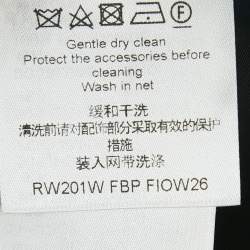 Gentle dry clean
Protect the accessories before
cleaning
Wash in net
缓和干洗
清洗前请对配饰部分采取有效的保护
措施
装入网带洗涤
RW201W FBP FIOW26